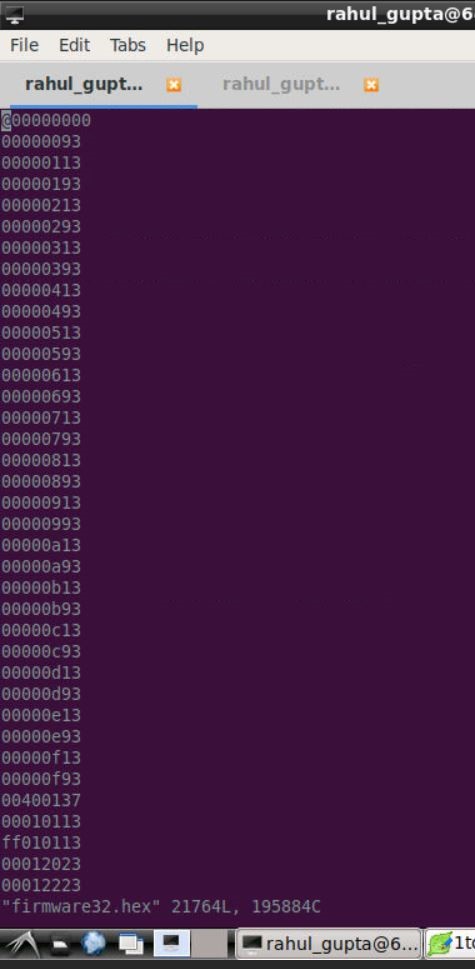 rahul_gupta@6
File Edit Tabs Help
rahul_gupt... rahul_gupt...
@00000000
00000093
00000113
00000193
00000213
00000293
00000313
00000393
00000413
00000493
00000513
00000593
00000613
00000693
00000713
00000793
00000813
00000893
00000913
00000993
00000a13
00000a93
00000b13
00000b93
00000c13
00000c93
00000d13
00000d93
00000e13
00000e93
00000f13
00000f93
00400137
00010113
ff010113
00012023
00012223
"firmware32.hex" 21764L, 195884C
rahul_gupta@6... 1to